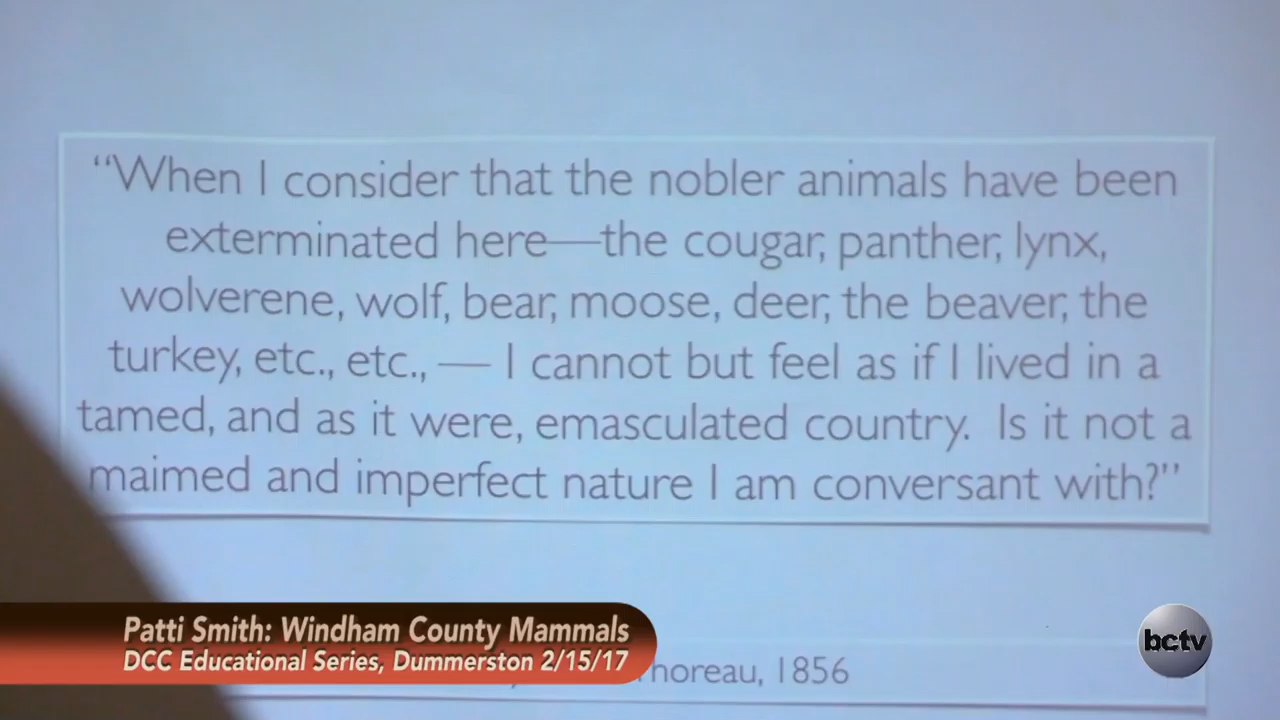 “When I consider that the nobler animals have been
exterminated here—the cougar, panther, lynx,
wolverene, wolf, bear, moose, deer, the beaver, the
turkey, etc., etc., — I cannot but feel as if I lived in a
tamed, and as it were, emasculated country. Is it not a
maimed and imperfect nature I am conversant with?”
Patti Smith: Windham County Mammals
DCC Educational Series, Dummerston 2/15/17
horeau, 1856
bctv